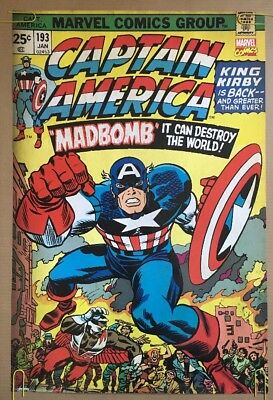 MARVEL COMICS GROUP
25¢
193
JAN
02453
CAPTAIN
AMERICA
MARVEL
COMICS
KING
KIRBY
IS BACK--
AND GREATER
THAN EVER!
"MADBOMB"
IT CAN DESTROY
THE WORLD!
A